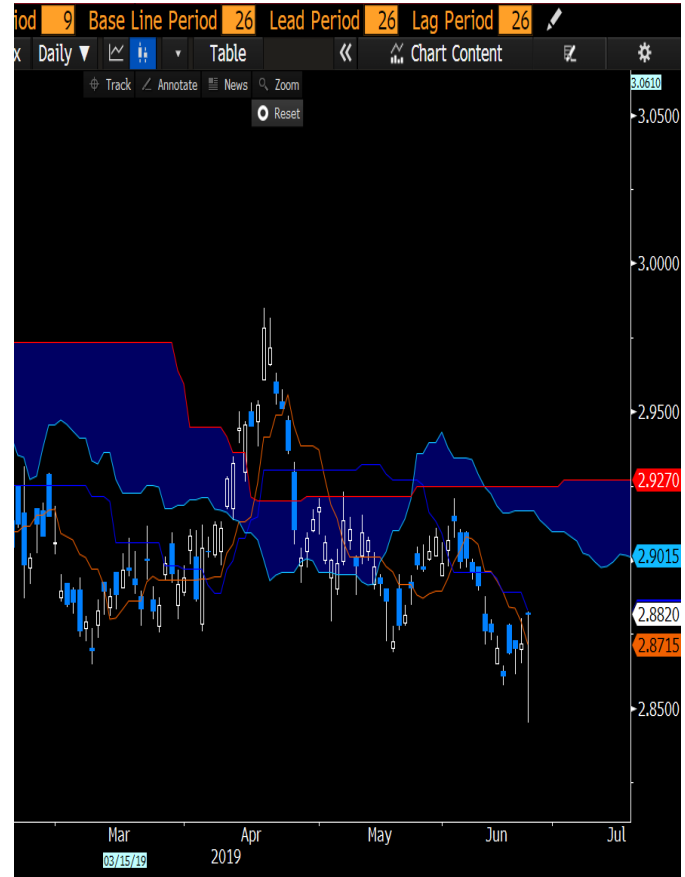 iod 9 Base Line Period 26 Lead Period 26 Lag Period 26
x Daily ▼ Table « Chart Content
Track Annotate News Zoom
Reset
3.0610
3.0500
3.0000
2.9500
2.9270
2.9015
2.8820
2.8715
2.8500
Mar Apr May Jun Jul
03/15/19 2019